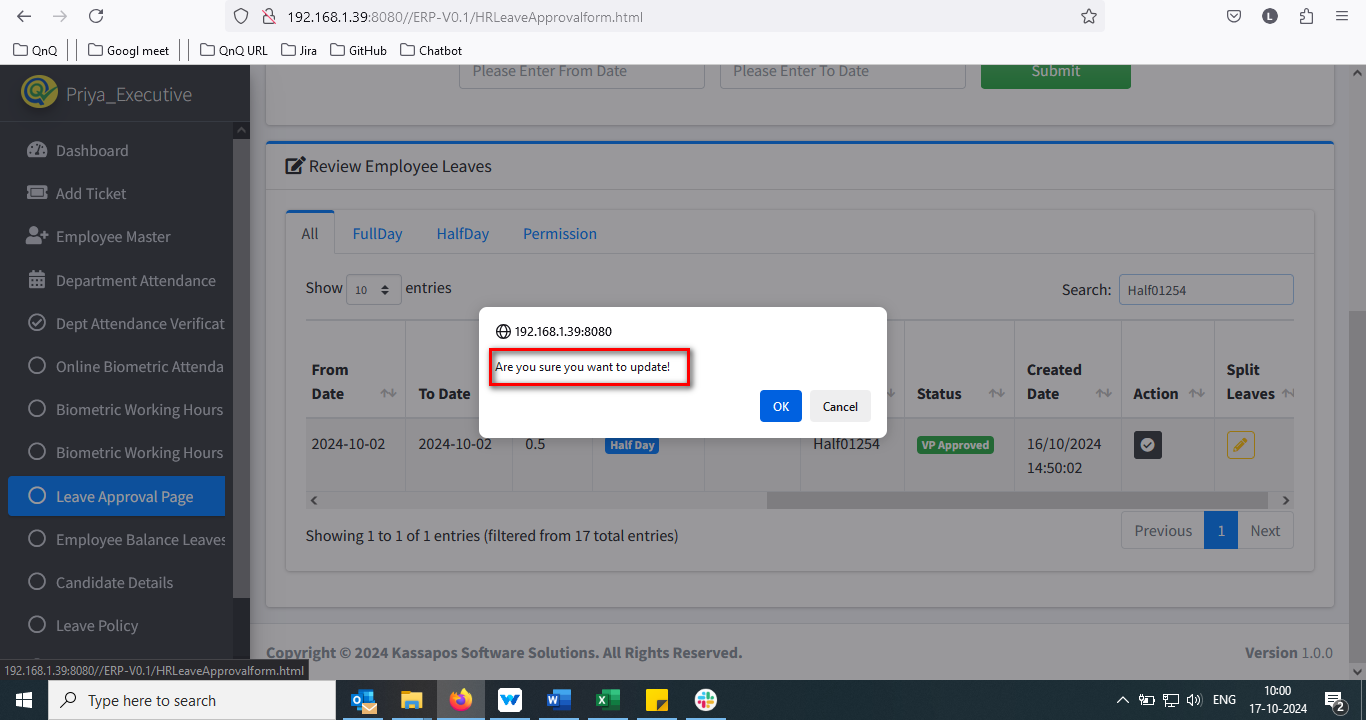 192.168.1.39:8080//ERP-V0.1/HRLeaveApprovalform.html
L
QnQ
Googl meet
QnQ URL
Jira
GitHub
Chatbot
Priya_Executive
Dashboard
Add Ticket
Employee Master
Department Attendance
Dept Attendance Verificat
Online Biometric Attenda
Biometric Working Hours
Biometric Working Hours
Leave Approval Page
Employee Balance Leaves
Candidate Details
Leave Policy
192.168.1.39:8080//ERP-V0.1/HRLeaveApprovalform.html
Please Enter From Date
Please Enter To Date
Submit
Review Employee Leaves
All
FullDay
HalfDay
Permission
Show 10 entries
Search: Half01254
From Date
To Date
Status
Created Date
Action
Split Leaves
2024-10-02
2024-10-02
0.5
Half Day
Half01254
VP Approved
16/10/2024
14:50:02
192.168.1.39:8080
Are you sure you want to update!
OK
Cancel
Showing 1 to 1 of 1 entries (filtered from 17 total entries)
Previous
1
Next
Copyright © 2024 Kassapos Software Solutions. All Rights Reserved.
Version 1.0.0
Type here to search
ENG
10:00
17-10-2024
2